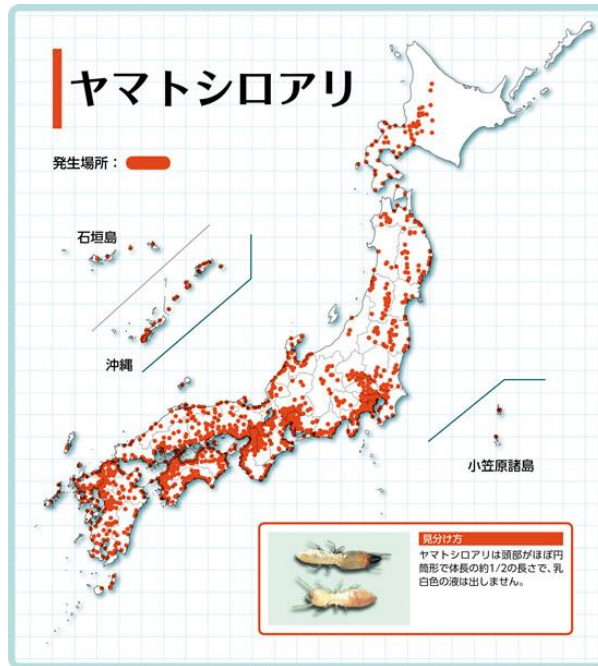 ヤマトシロアリ
発生場所：
石垣島
沖縄
小笠原諸島
見分け方
ヤマトシロアリは頭部がほぼ円
筒形で体長の約1/2の長さで、乳
白色の液は出しません。